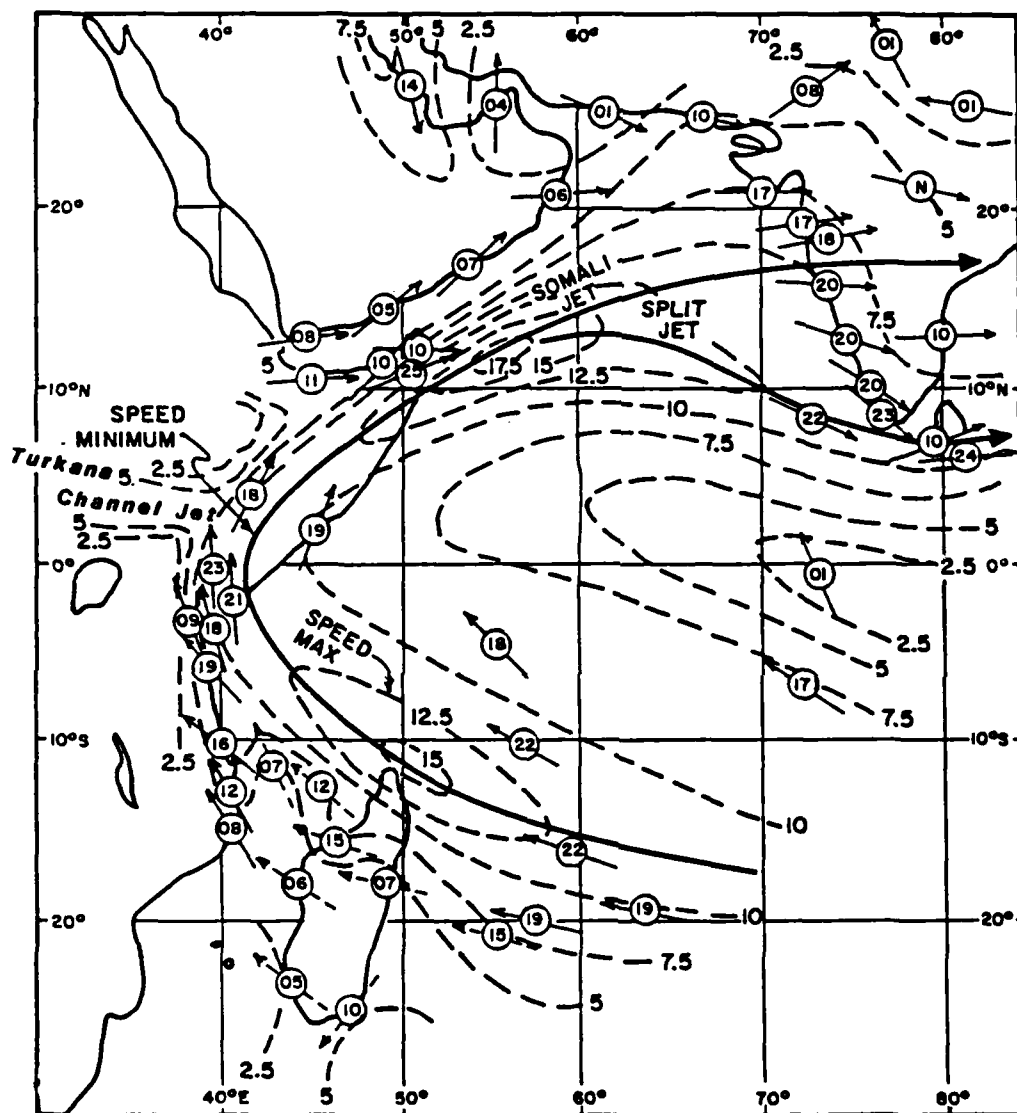 40° 7.5 50° 5 2.5 60° 70° 80°
01
2.5
14 04 01 10 08 01
N
06 17
20° 20°
5
17
18
07
SOMALI
JET
20
SPLIT
JET
05
7.5
08 10
20
10
10
5 25 17.5 15
11 12.5 20
10°N 10°N
23
SPEED
MINIMUM
10 22
10
24
2.5
Turkana 5
7.5
18
Channel Jet
5
19 5
2.5
2.5
0° 23 0°
01
21
09 18
SPEED
MAX
18
2.5
19
5
17
12.5
7.5
10°S 16 22 10°S
2.5
07 15
12 12
10
08
15 22
06 07
19
20° 19 10 20°
15
7.5
05
5
10
2.5
40°E 5 50° 60° 70° 80°